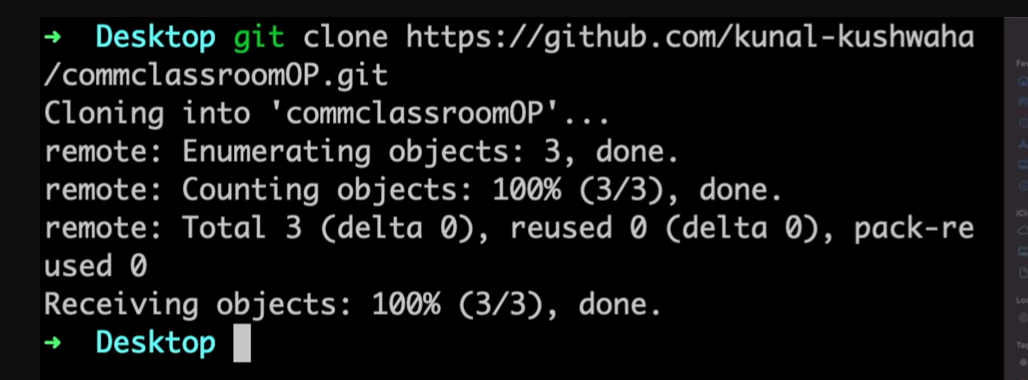 → Desktop git clone https://github.com/kunal-kushwaha
/commclassroomOP.git
Cloning into 'commclassroomOP'...
remote: Enumerating objects: 3, done.
remote: Counting objects: 100% (3/3), done.
remote: Total 3 (delta 0), reused 0 (delta 0), pack-re
used 0
Receiving objects: 100% (3/3), done.
→ Desktop